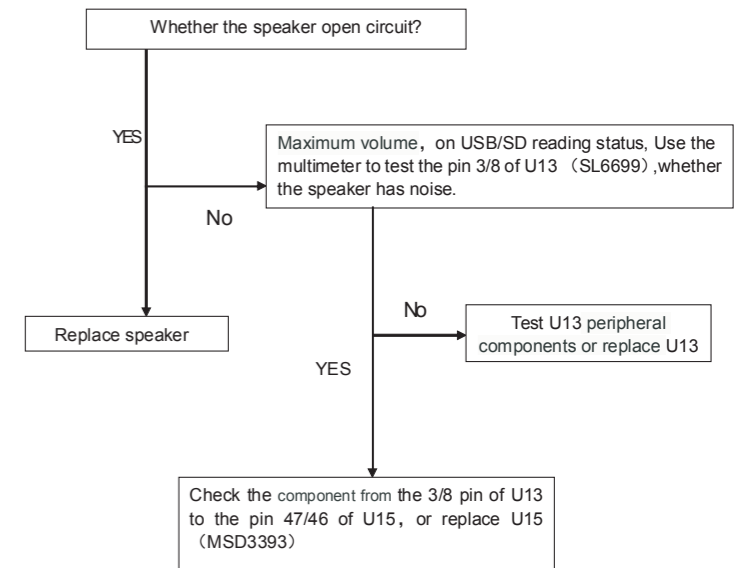 Whether the speaker open circuit?
YES
Maximum volume，on USB/SD reading status, Use the
multimeter to test the pin 3/8 of U13 （SL6699）,whether
the speaker has noise.
No
Replace speaker
No
Test U13 peripheral
components or replace U13
YES
Check the component from the 3/8 pin of U13
to the pin 47/46 of U15，or replace U15
（MSD3393）